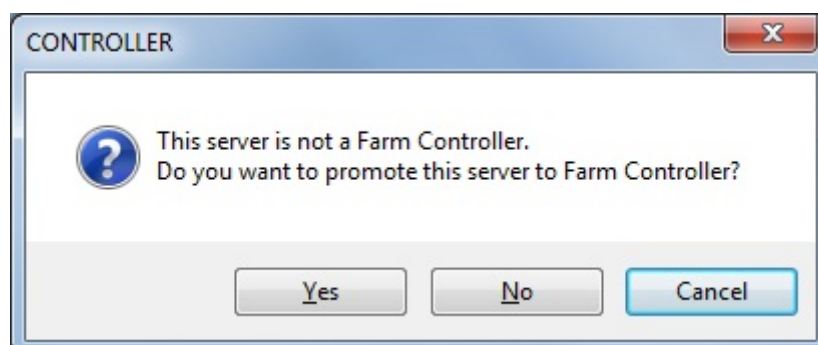 CONTROLLER
This server is not a Farm Controller.
Do you want to promote this server to Farm Controller?
Yes
No
Cancel